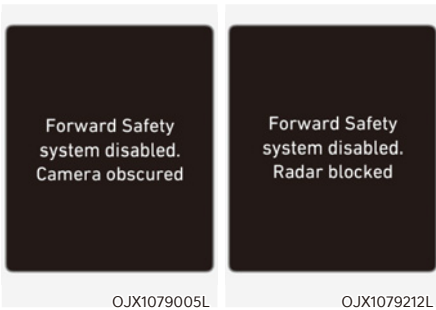 Forward Safety
system disabled.
Camera obscured
OJX1079005L
Forward Safety
system disabled.
Radar blocked
OJX1079212L